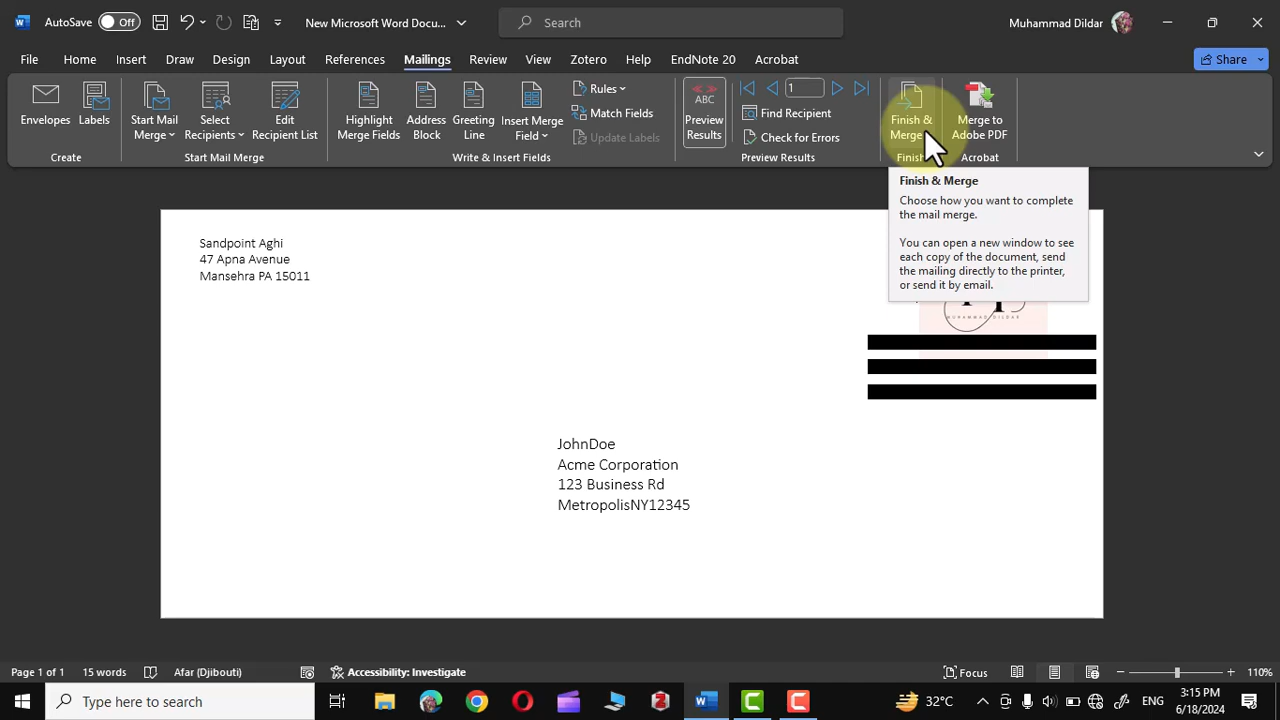 AutoSave Off New Microsoft Word Docu... Search Muhammad Dildar
File Home Insert Draw Design Layout References Mailings Review View Zotero Help EndNote 20 Acrobat Share
Envelopes Labels
Create
Start Mail Merge
Select Recipients
Edit Recipient List
Start Mail Merge
Highlight Merge Fields
Address Block
Greeting Line
Insert Merge Field
Rules
Match Fields
Update Labels
Write & Insert Fields
ABC
Preview Results
1
Find Recipient
Check for Errors
Preview Results
Finish & Merge
Finish
Merge to Adobe PDF
Acrobat
Finish & Merge
Choose how you want to complete
the mail merge.
You can open a new window to see
each copy of the document, send
the mailing directly to the printer,
or send it by email.
Sandpoint Aghi
47 Apna Avenue
Mansehra PA 15011
MUHAMMAD DILDAR
JohnDoe
Acme Corporation
123 Business Rd
MetropolisNY12345
Page 1 of 1 15 words Afar (Djibouti) Accessibility: Investigate Focus 110%
Type here to search 32°C ENG 3:15 PM
6/18/2024